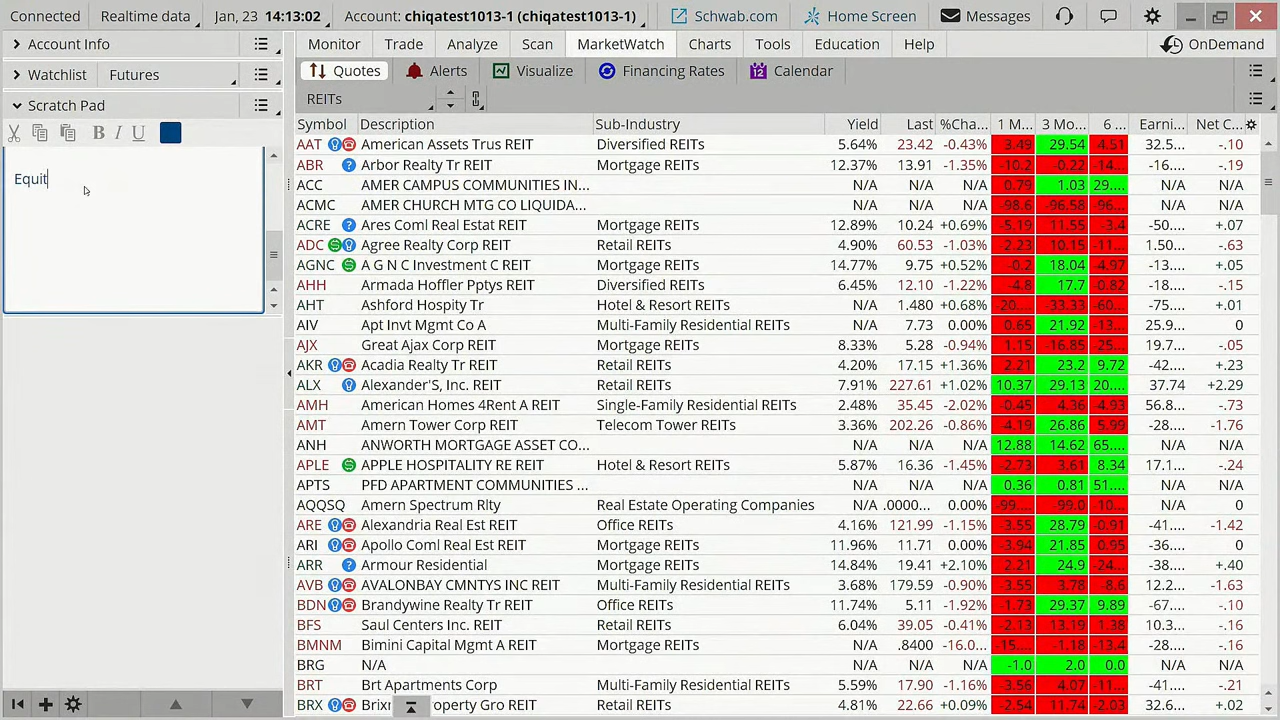 Connected Realtime data Jan, 23 14:13:02 Account: chiqatest1013-1 (chiqatest1013-1) Schwab.com Home Screen Messages
Account Info
Monitor Trade Analyze Scan MarketWatch Charts Tools Education Help OnDemand
Watchlist Futures
Quotes Alerts Visualize Financing Rates Calendar
Scratch Pad
REITs
B I U
Equit
Symbol Description Sub-Industry Yield Last %Cha... 1 M... 3 Mo... 6 ... Earni... Net C...
AAT American Assets Trus REIT Diversified REITs 5.64% 23.42 -0.43% 3.49 29.54 4.51 32.5... -.10
ABR Arbor Realty Tr REIT Mortgage REITs 12.37% 13.91 -1.35% -10.2 -0.22 -14... -16.... -.19
ACC AMER CAMPUS COMMUNITIES IN... N/A N/A N/A 0.79 1.03 29.... N/A N/A
ACMC AMER CHURCH MTG CO LIQUIDA... N/A N/A N/A -98.6 -96.58 -96... N/A N/A
ACRE Ares Coml Real Estat REIT Mortgage REITs 12.89% 10.24 +0.69% -5.19 11.55 -3.4 -50.... +.07
ADC Agree Realty Corp REIT Retail REITs 4.90% 60.53 -1.03% -2.23 10.15 -11... 1.50... -.63
AGNC A G N C Investment C REIT Mortgage REITs 14.77% 9.75 +0.52% -0.2 18.04 -4.97 -13.... +.05
AHH Armada Hoffler Pptys REIT Diversified REITs 6.45% 12.10 -1.22% -4.8 17.7 -0.82 -18.... -.15
AHT Ashford Hospity Tr Hotel & Resort REITs N/A 1.480 +0.68% -20.... -33.33 -60... -75.... +.01
AIV Aptmnt Mgmt Co A Multi-Family Residential REITs N/A 7.73 0.00% 0.65 21.92 -13... 25.9... 0
AJX Great Ajax Corp REIT Mortgage REITs 8.33% 5.28 -0.94% 1.15 -16.85 -25... -19.7... -.05
AKR Acadia Realty Tr REIT Retail REITs 4.20% 17.15 +1.36% 2.21 23.2 9.72 -42.... +.23
ALX Alexander'S, Inc. REIT Retail REITs 7.91% 227.61 +1.02% 10.37 29.13 20.... 37.74 +2.29
AMH American Homes 4Rent A REIT Single-Family Residential REITs 2.48% 35.45 -2.02% -0.45 4.36 -4.93 56.8... -.73
AMT Amern Tower Corp REIT Telecom Tower REITs 3.36% 202.26 -0.86% -4.19 26.86 5.99 -28.... -1.76
ANH ANWORTH MORTGAGE ASSET CO... N/A N/A N/A 12.88 14.62 65.... N/A N/A
APLE APPLE HOSPITALITY RE REIT Hotel & Resort REITs 5.87% 16.36 -1.45% -2.73 3.61 8.34 17.1... -.24
APTS PFD APARTMENT COMMUNITIES ... N/A N/A N/A 0.36 0.81 51.... N/A N/A
AQQSQ Amern Spectrum Rlty Real Estate Operating Companies N/A .0000... 0.00% -99.... -99.0 -10... N/A 0
ARE Alexandria Real Est REIT Office REITs 4.16% 121.99 -1.15% -3.55 28.79 -0.91 -41.... -1.42
ARI Apollo Coml Real Est REIT Mortgage REITs 11.96% 11.71 0.00% -3.94 21.85 0.95 -36.... 0
ARR Armour Residential Mortgage REITs 14.84% 19.41 +2.10% 2.21 24.9 -24... -38.... +.40
AVB AVALONBAY CMNTYS INC REIT Multi-Family Residential REITs 3.68% 179.59 -0.90% -3.55 3.78 -8.6 12.2... -1.63
BDN Brandywine Realty Tr REIT Office REITs 11.74% 5.11 -1.92% -1.73 29.37 9.89 -67.... -.10
BFS Saul Centers Inc. REIT Retail REITs 6.04% 39.05 -0.41% -2.13 13.19 1.38 10.3... -.16
BMNM Bimini Capital Mgmt A REIT Mortgage REITs N/A .8400 -16.0... -15.... -1.18 -13.4 -28.... -.16
BRG N/A N/A N/A N/A -1.0 2.0 0.0 N/A N/A
BRT Brt Apartments Corp Multi-Family Residential REITs 5.59% 17.90 -1.16% -3.56 4.07 -11... -41.... -.21
BRX operty Gro REIT Retail REITs 4.81% 22.66 +0.09% -2.54 11.74 -2.03 32.6... +.02